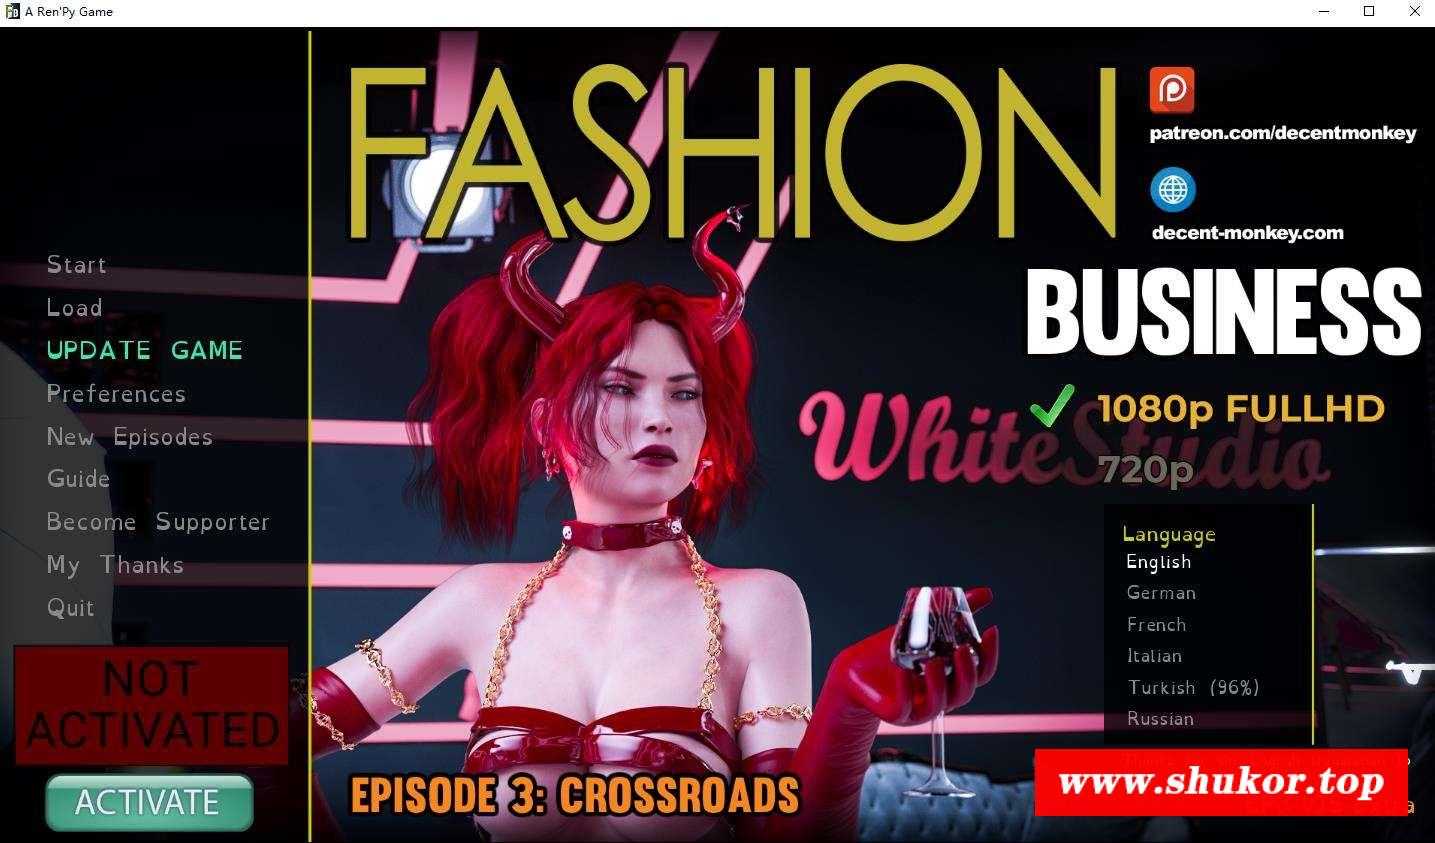 A Ren'Py Game
FASHION
patreon.com/decentmonkey
decent-monkey.com
BUSINESS
Start
Load
UPDATE GAME
Preferences
New Episodes
Guide
Become Supporter
My Thanks
Quit
1080p FULLHD
WhiteStudio
720p
Language
English
German
French
Italian
Turkish (96%)
Russian
NOT
ACTIVATED
ACTIVATE
EPISODE 3: CROSSROADS
www.shukor.top